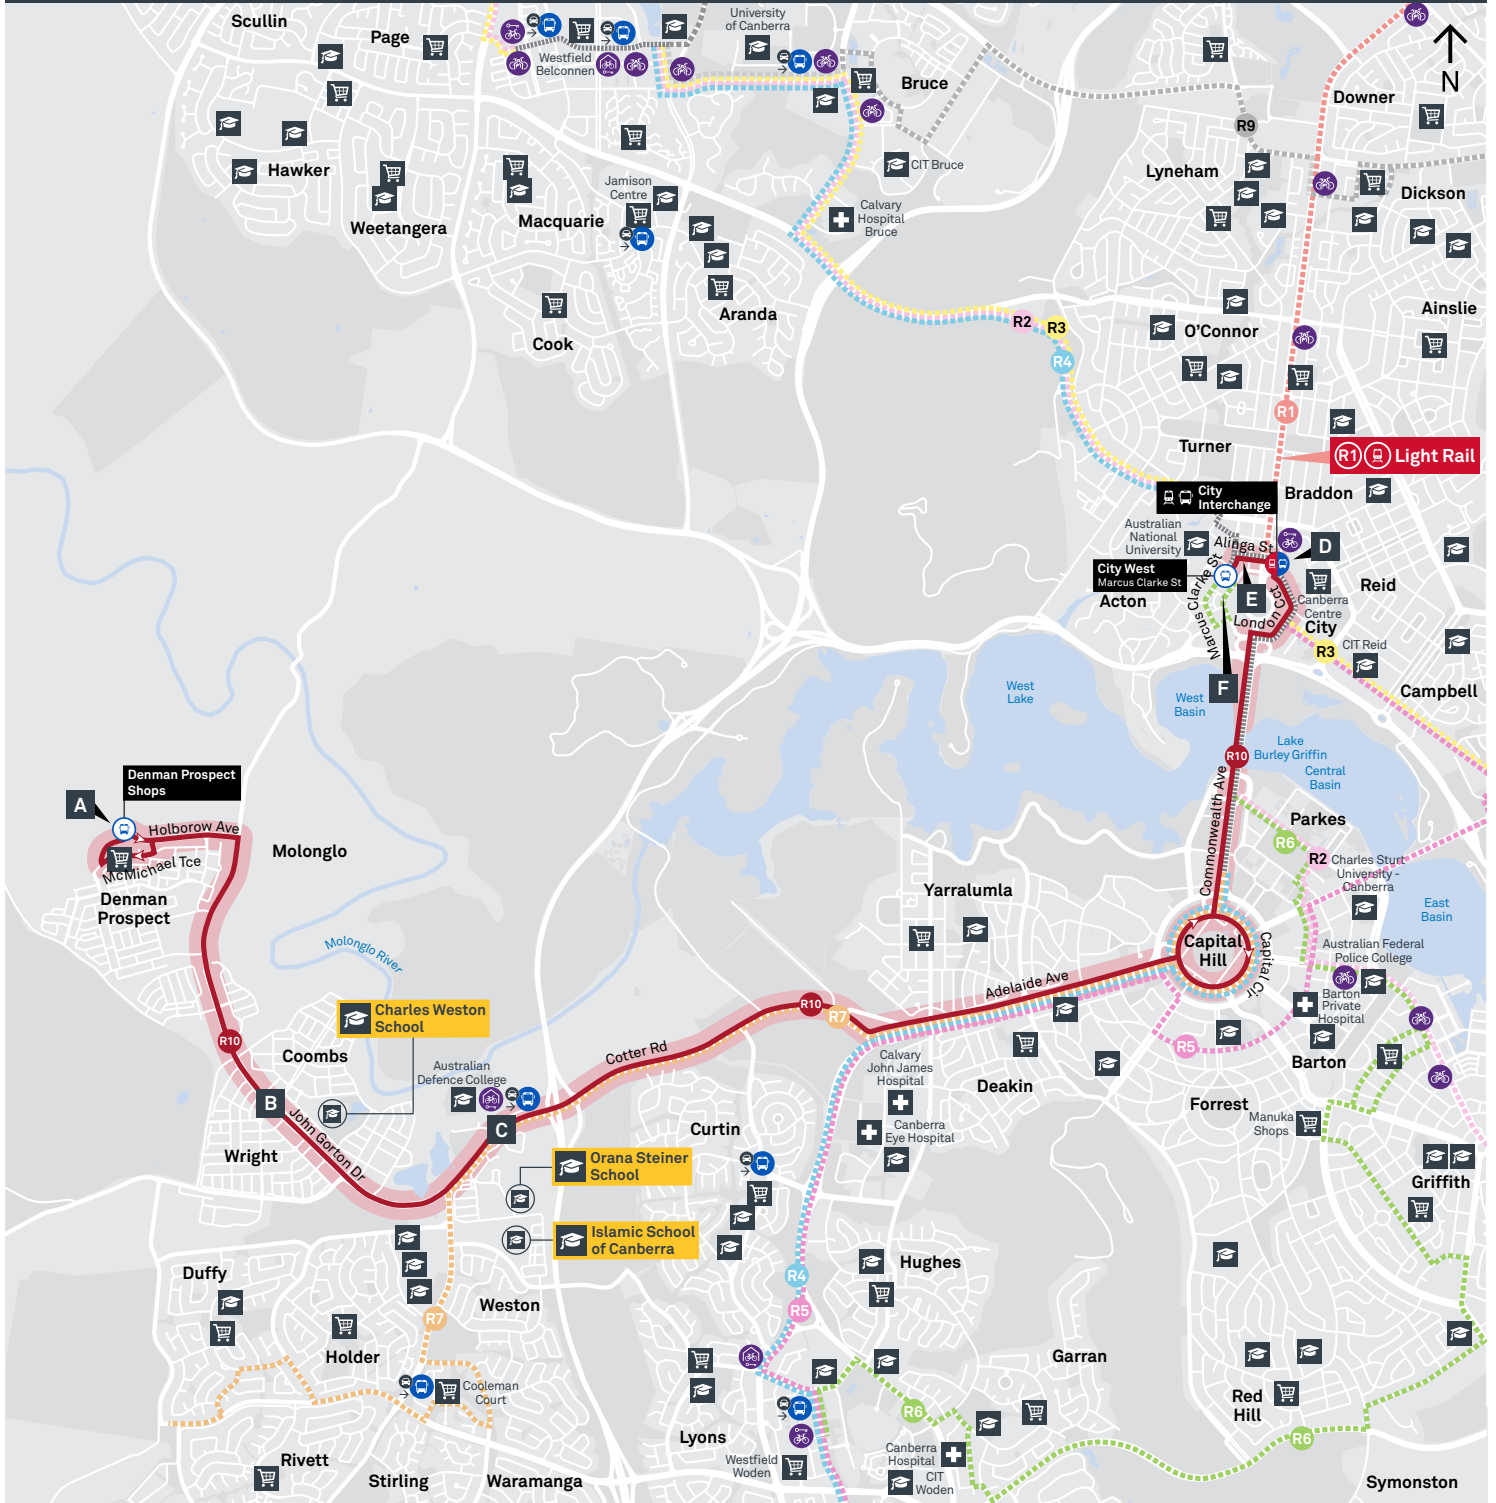 Scullin
Page
Westfield
Belconnen
University
of Canberra
Bruce
N
Downer
R9
Lyneham
Dickson
Hawker
Weetangera
Macquarie
Jamison
Centre
CIT Bruce
Calvary
Hospital
Bruce
Aranda
Cook
Ainslie
O'Connor
R2
R3
R4
R1
Turner
R1
Light Rail
City
Interchange
Braddon
Australian
National
University
Alinga St
D
City West
Marcus Clarke St
Acton
Marcus Clarke St
E
Canberra
Centre
Reid
London Cct
City
R3
CIT Reid
F
Campbell
West
Lake
West
Basin
Lake
Burley Griffin
Central
Basin
R10
Commonwealth Ave
A
Denman Prospect
Shops
Holborow Ave
McMichael Tce
Denman
Prospect
Molonglo
Molonglo River
Parkes
R6
R2
Charles Sturt
University -
Canberra
East
Basin
Yarralumla
Capital
Hill
Capital Cir
Australian Federal
Police College
Adelaide Ave
Barton
Private
Hospital
Barton
R10
R7
R10
Cotter Rd
Charles Weston
School
Coombs
Australian
Defence College
B
John Gorton Dr
C
Wright
Calvary
John James
Hospital
Canberra
Eye Hospital
Deakin
R5
Forrest
Manuka
Shops
Griffith
Curtin
Orana Steiner
School
Islamic School
of Canberra
Duffy
Holder
Weston
R7
R4
R5
Hughes
Garran
Red
Hill
Cooleman
Court
Lyons
Westfield
Woden
R6
Canberra
Hospital
CIT
Woden
R6
Rivett
Stirling
Waramanga
Symonston